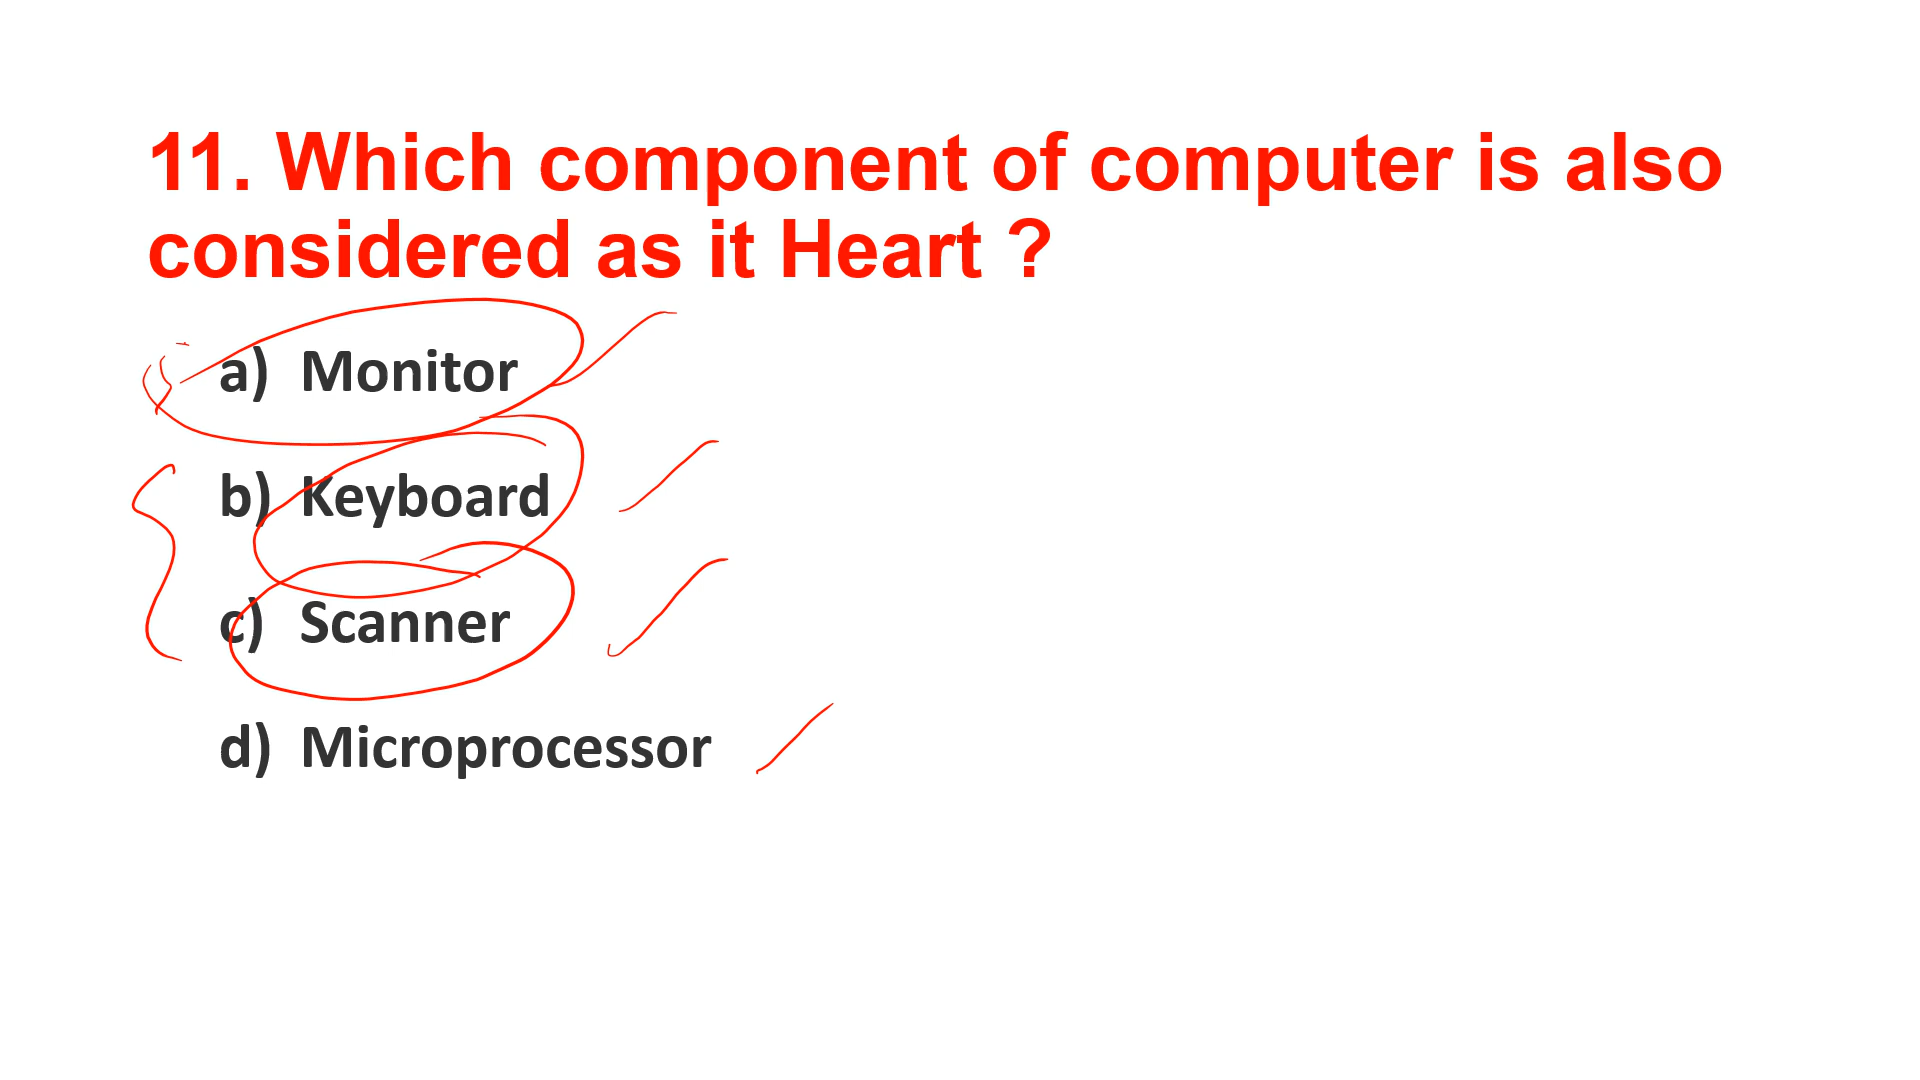 11. Which component of computer is also
considered as it Heart ?
a) Monitor
b) Keyboard
c) Scanner
d) Microprocessor